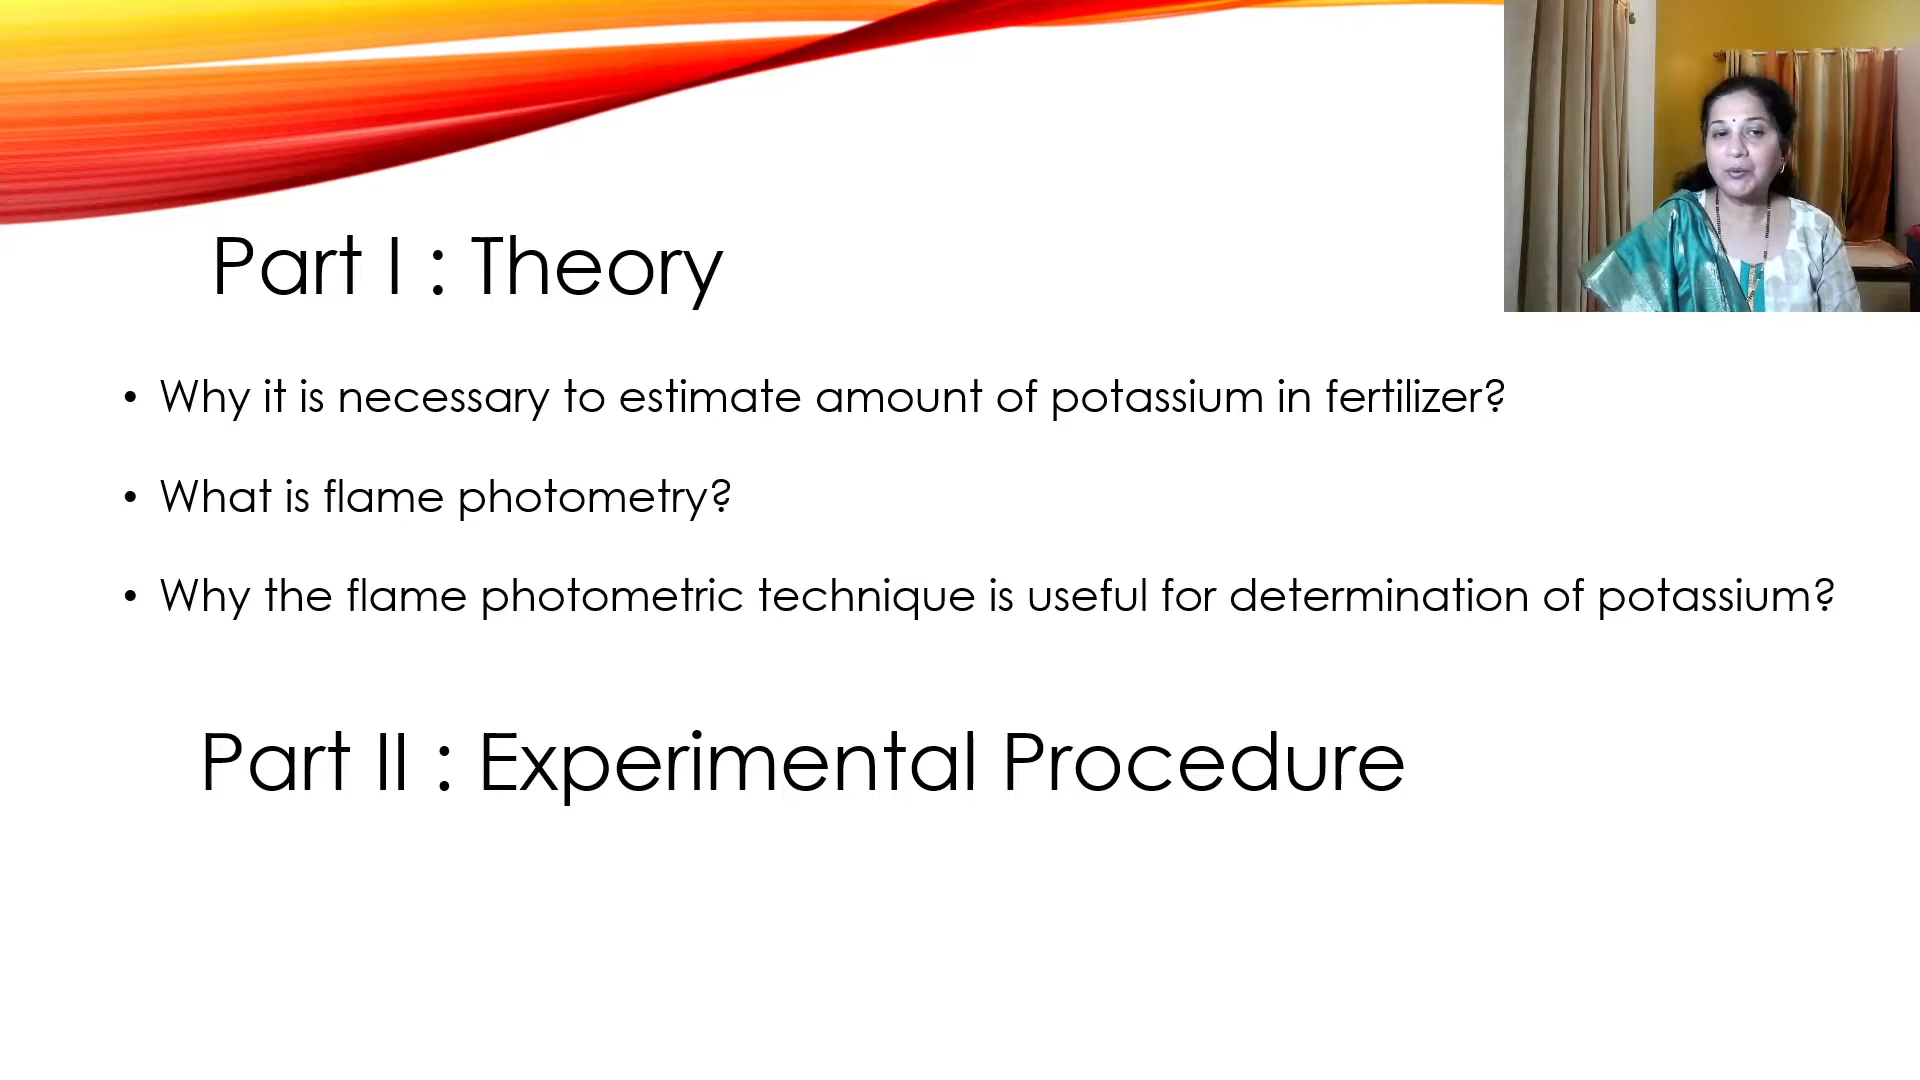 Part I : Theory
• Why it is necessary to estimate amount of potassium in fertilizer?
• What is flame photometry?
• Why the flame photometric technique is useful for determination of potassium?
Part II : Experimental Procedure